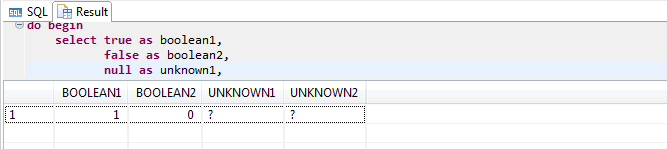 SQL Result
do begin
select true as boolean1,
false as boolean2,
null as unknown1,
BOOLEAN1 BOOLEAN2 UNKNOWN1 UNKNOWN2
1 1 0 ? ?